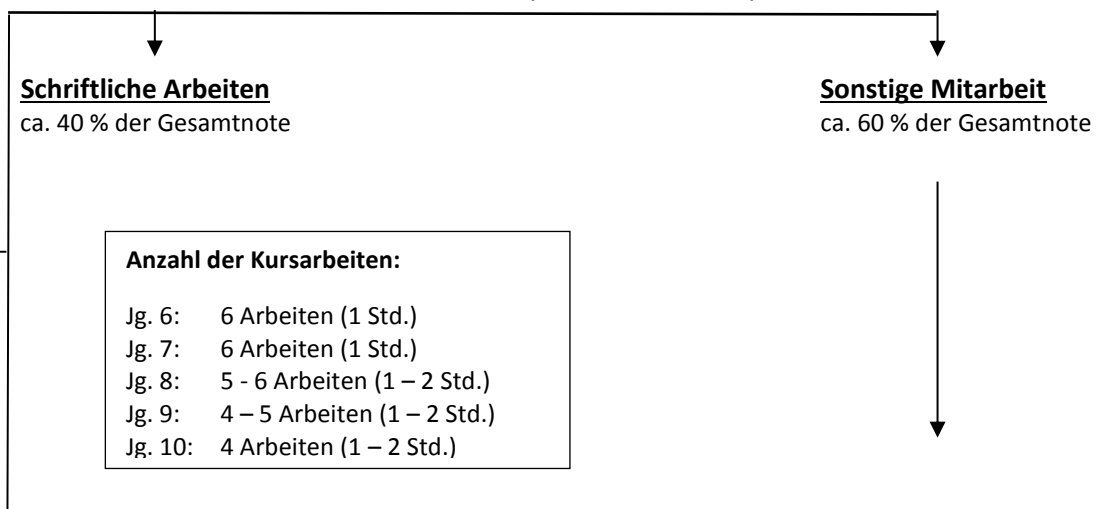 Schriftliche Arbeiten
ca. 40 % der Gesamtnote
Sonstige Mitarbeit
ca. 60 % der Gesamtnote
Anzahl der Kursarbeiten:
Jg. 6: 6 Arbeiten (1 Std.)
Jg. 7: 6 Arbeiten (1 Std.)
Jg. 8: 5 - 6 Arbeiten (1 – 2 Std.)
Jg. 9: 4 – 5 Arbeiten (1 – 2 Std.)
Jg. 10: 4 Arbeiten (1 – 2 Std.)